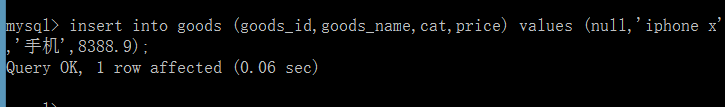 mysql> insert into goods (goods_id,goods_name,cat,price) values (null,'iphone x'
,'手机',8388.9);
Query OK, 1 row affected (0.06 sec)